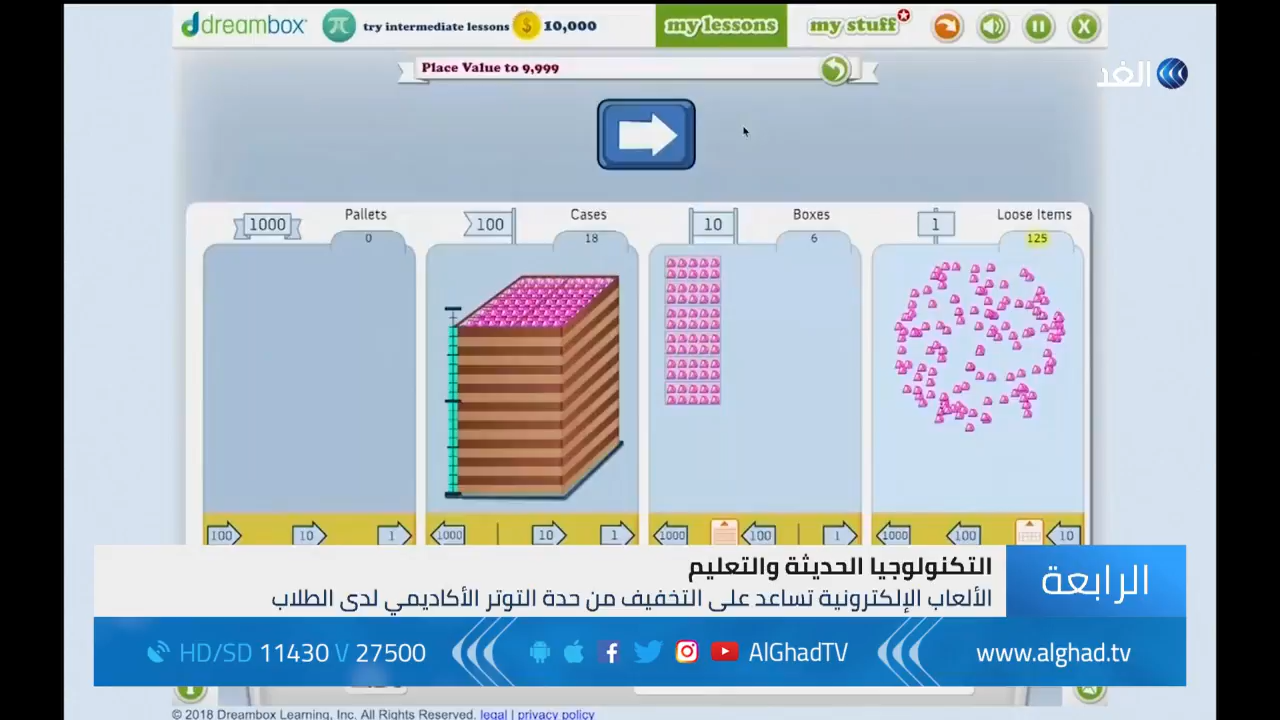 dreambox
try intermediate lessons
10,000
my lessons
my stuff
Place Value to 9,999
الغد
1000
Pallets
0
100
Cases
18
10
Boxes
6
1
Loose Items
125
100 10 1
1000 10 1
1000 100 1
1000 100 10
الرابعة
التكنولوجيا الحديثة والتعليم
الألعاب الإلكترونية تساعد على التخفيف من حدة التوتر الأكاديمي لدى الطلاب
HD/SD 11430 V 27500
AlGhadTV
www.alghad.tv
© 2018 Dreambox Learning, Inc. All Rights Reserved. legal | privacy policy